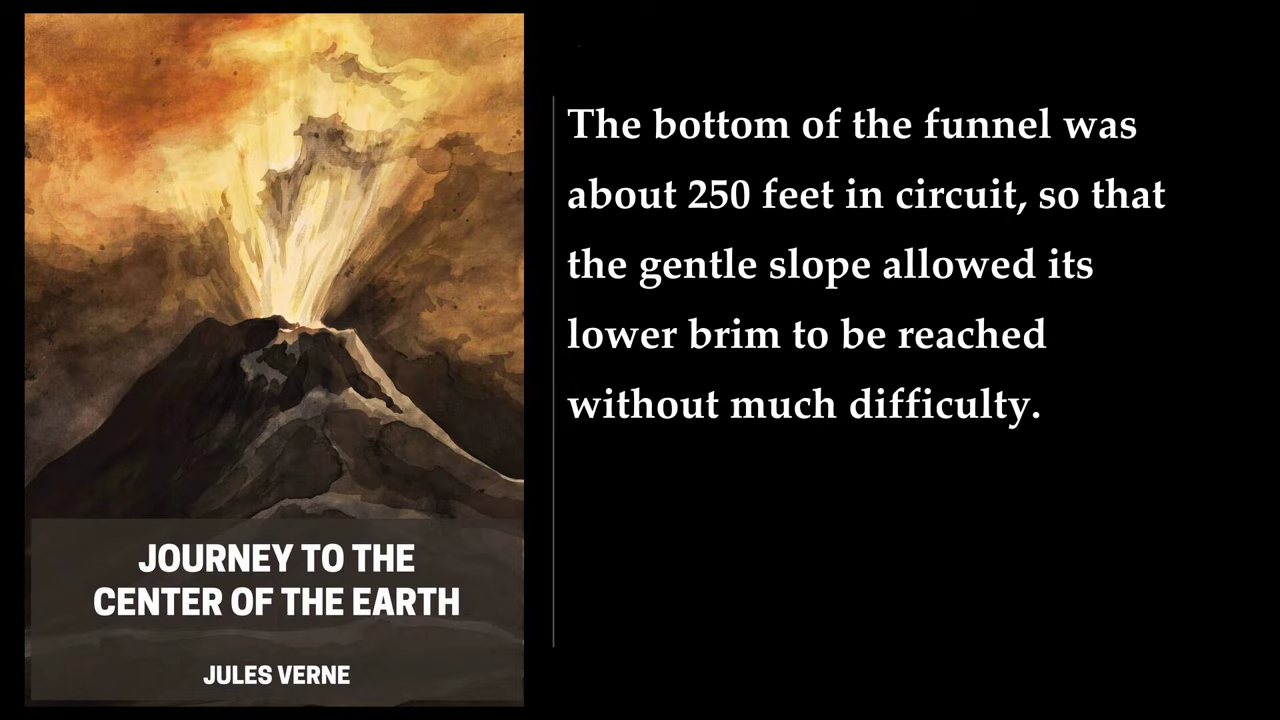 JOURNEY TO THE
CENTER OF THE EARTH
JULES VERNE
The bottom of the funnel was
about 250 feet in circuit, so that
the gentle slope allowed its
lower brim to be reached
without much difficulty.